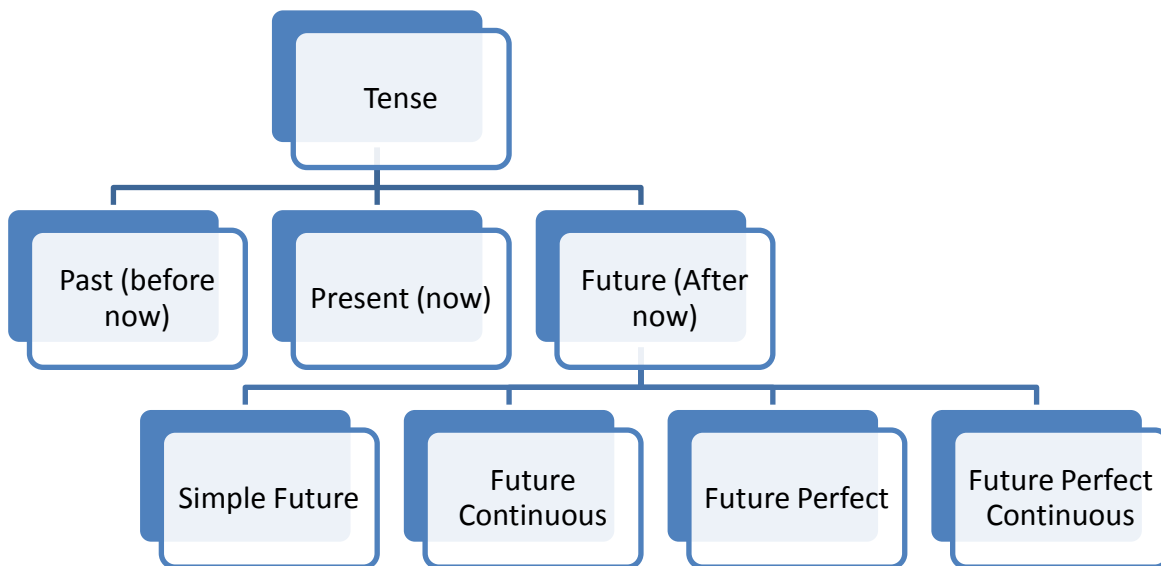 Tense
Past (before
now)
Present (now)
Future (After
now)
Simple Future
Future
Continuous
Future Perfect
Future Perfect
Continuous